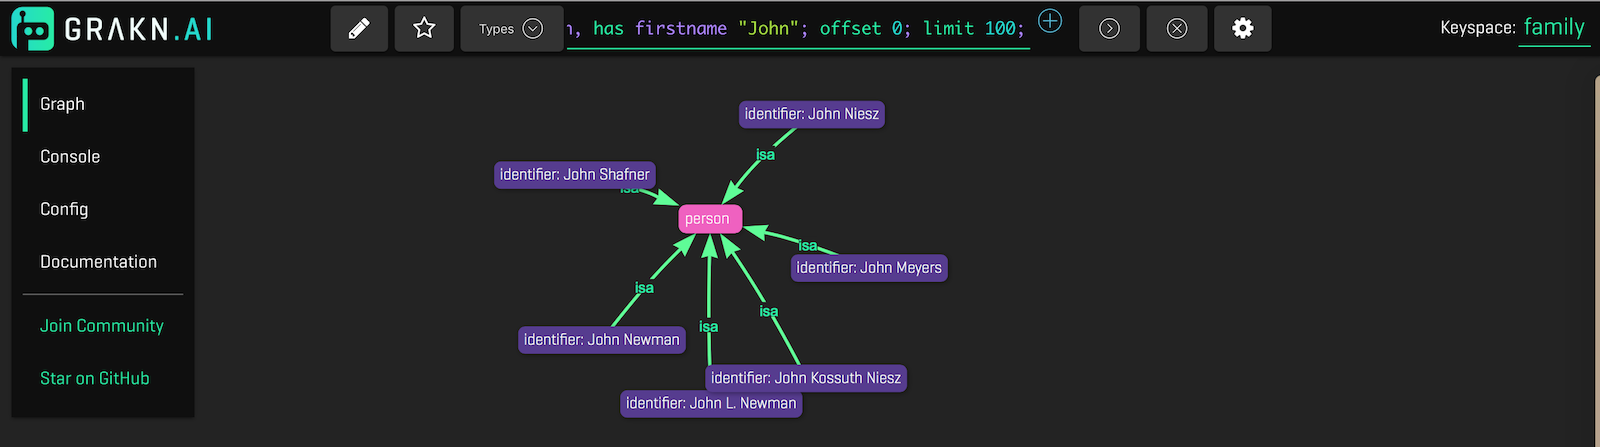 GRAKN.AI
Types
, has firstname "John"; offset 0; limit 100;
Keyspace: family
Graph
Console
Config
Documentation
Join Community
Star on GitHub
identifier: John Niesz
isa
identifier: John Shafner
isa
person
isa
identifier: John Meyers
isa
identifier: John Newman
isa
isa
identifier: John Kossuth Niesz
identifier: John L. Newman